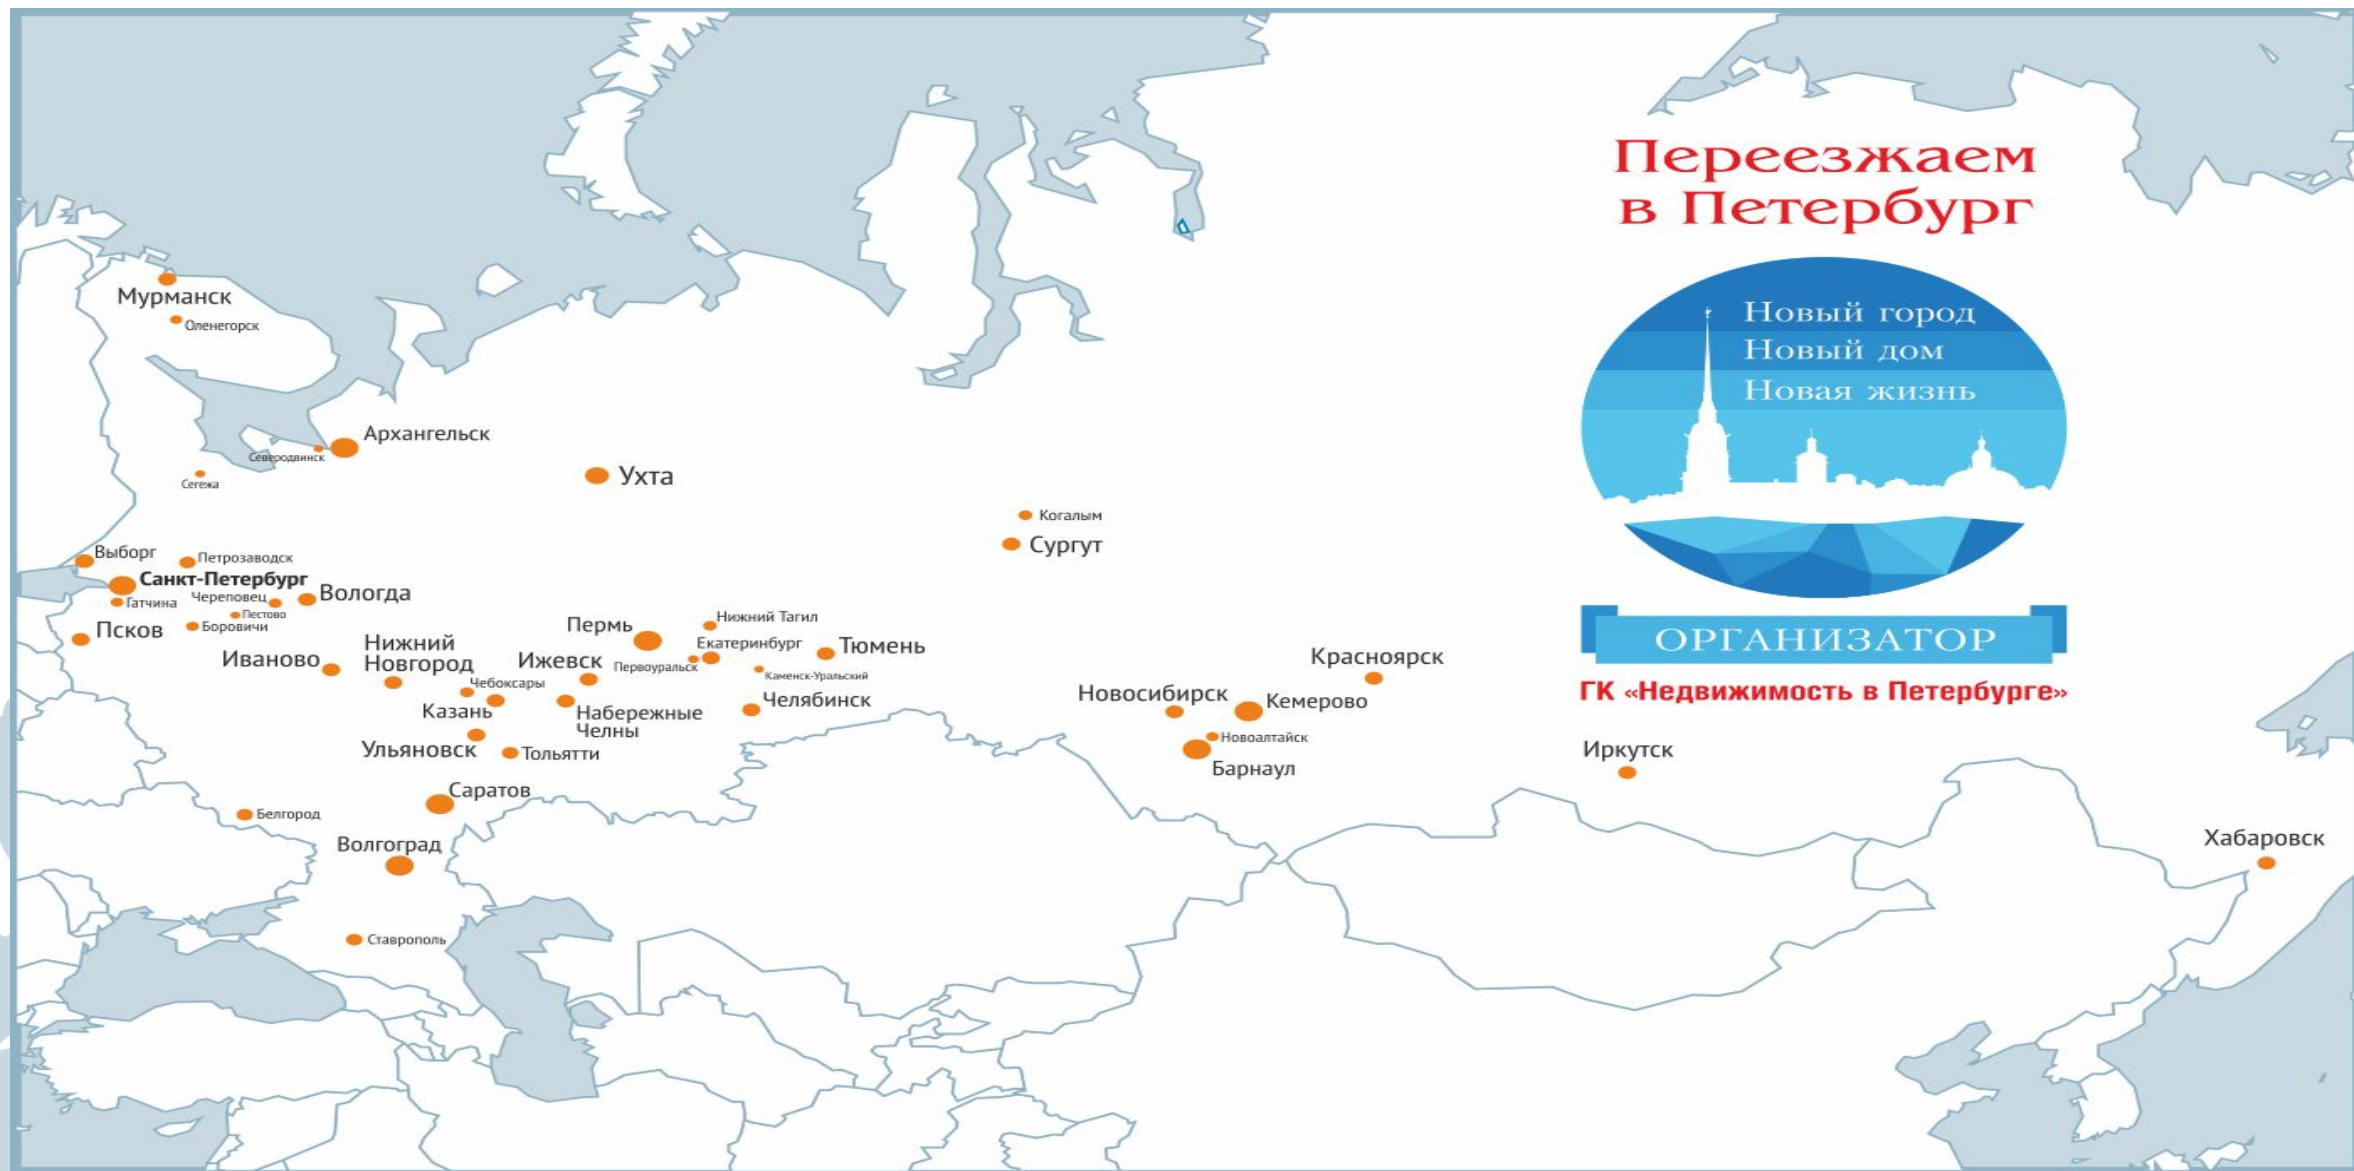 Переезжаем
в Петербург
Новый город
Новый дом
Новая жизнь
ОРГАНИЗАТОР
ГК «Недвижимость в Петербурге»
Мурманск
Оленегорск
Архангельск
Северодвинск
Сегежа
Ухта
Когалым
Сургут
Выборг
Петрозаводск
Санкт-Петербург
Гатчина
Череповец
Вологда
Пестово
Боровичи
Псков
Иваново
Нижний
Новгород
Чебоксары
Казань
Ульяновск
Тольятти
Ижевск
Набережные
Челны
Пермь
Нижний Тагил
Екатеринбург
Первоуральск
Тюмень
Каменск-Уральский
Челябинск
Саратов
Белгород
Волгоград
Ставрополь
Новосибирск
Кемерово
Новоалтайск
Барнаул
Красноярск
Иркутск
Хабаровск